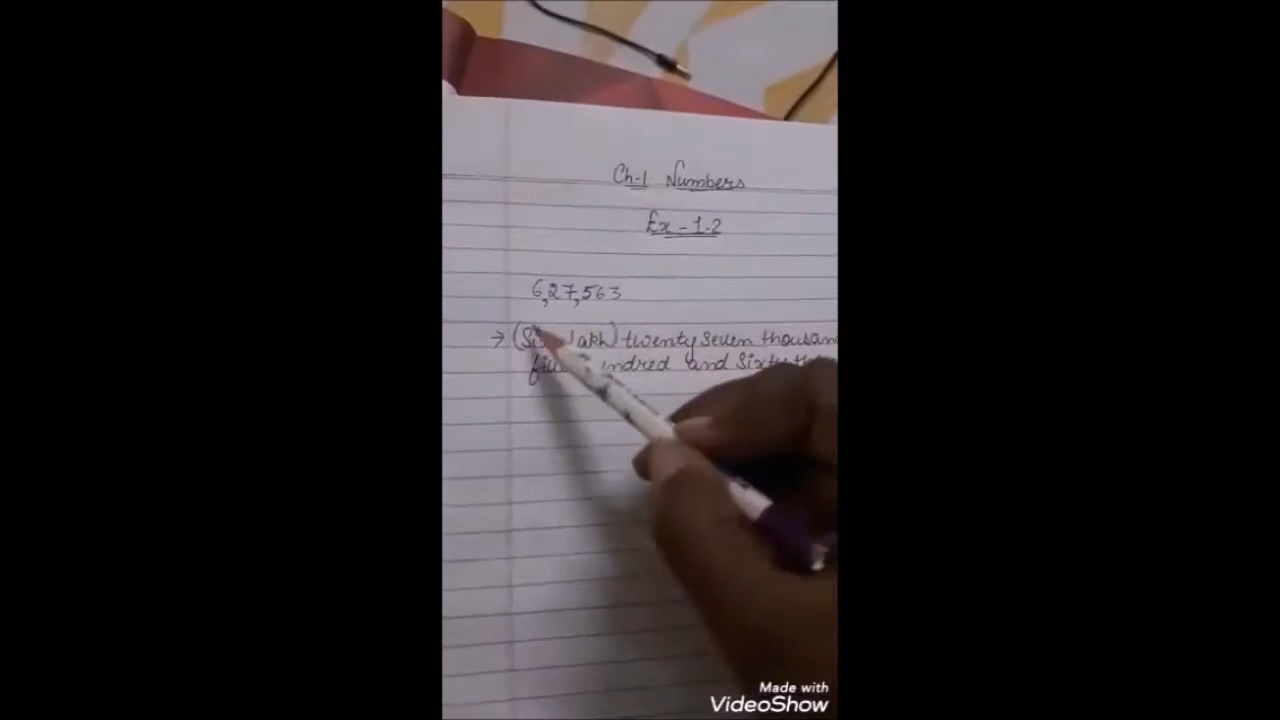 Ch-1 Numbers
Ex - 1.2
6,27,563
→ (Six lakh) twenty seven thousan
five hundred and Sixty
Made with
VideoShow